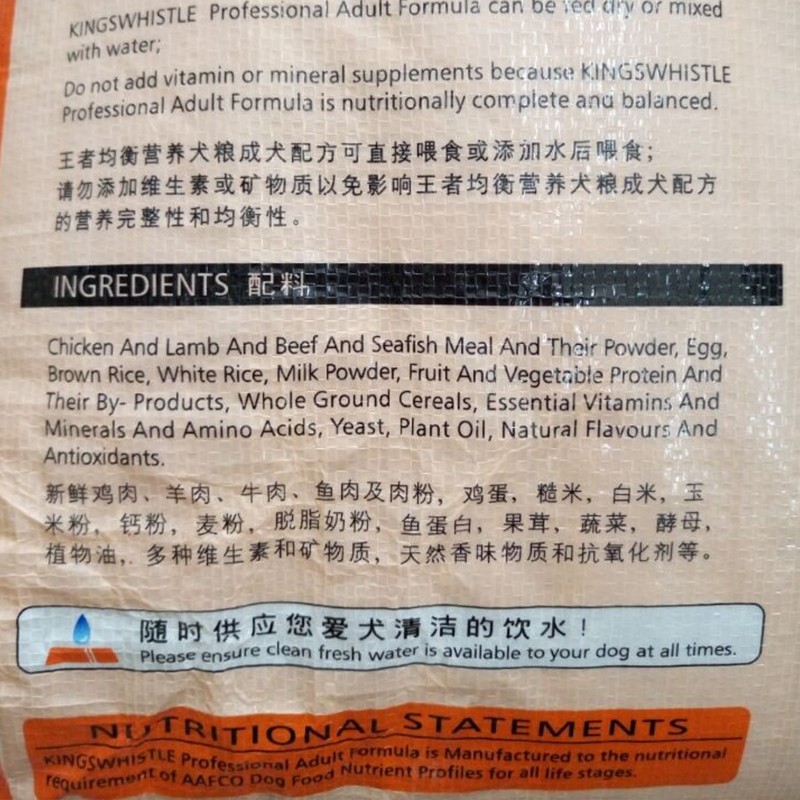 KINGSWHISTLE Professional Adult Formula can be fed dry or mixed
with water;
Do not add vitamin or mineral supplements because KINGSWHISTLE
Professional Adult Formula is nutritionally complete and balanced.
王者均衡营养犬粮成犬配方可直接喂食或添加水后喂食；
请勿添加维生素或矿物质以免影响王者均衡营养犬粮成犬配方
的营养完整性和均衡性。
INGREDIENTS 配料
Chicken And Lamb And Beef And Seafish Meal And Their Powder, Egg,
Brown Rice, White Rice, Milk Powder, Fruit And Vegetable Protein And
Their By- Products, Whole Ground Cereals, Essential Vitamins And
Minerals And Amino Acids, Yeast, Plant Oil, Natural Flavours And
Antioxidants.
新鲜鸡肉、羊肉、牛肉、鱼肉及肉粉，鸡蛋，糙米，白米，玉
米粉，钙粉，麦粉，脱脂奶粉，鱼蛋白，果茸，蔬菜，酵母，
植物油，. 多种维生素和矿物质，天然香味物质和抗氧化剂等。
随时供应您爱犬清洁的饮水！
Please ensure clean fresh water is available to your dog at all times.
NUTRITIONAL STATEMENTS
KINGSWHISTLE Professional Adult Formula is Manufactured to the nutritional
requirement of AAFCO Dog Food Nutrient Profiles for all life stages.